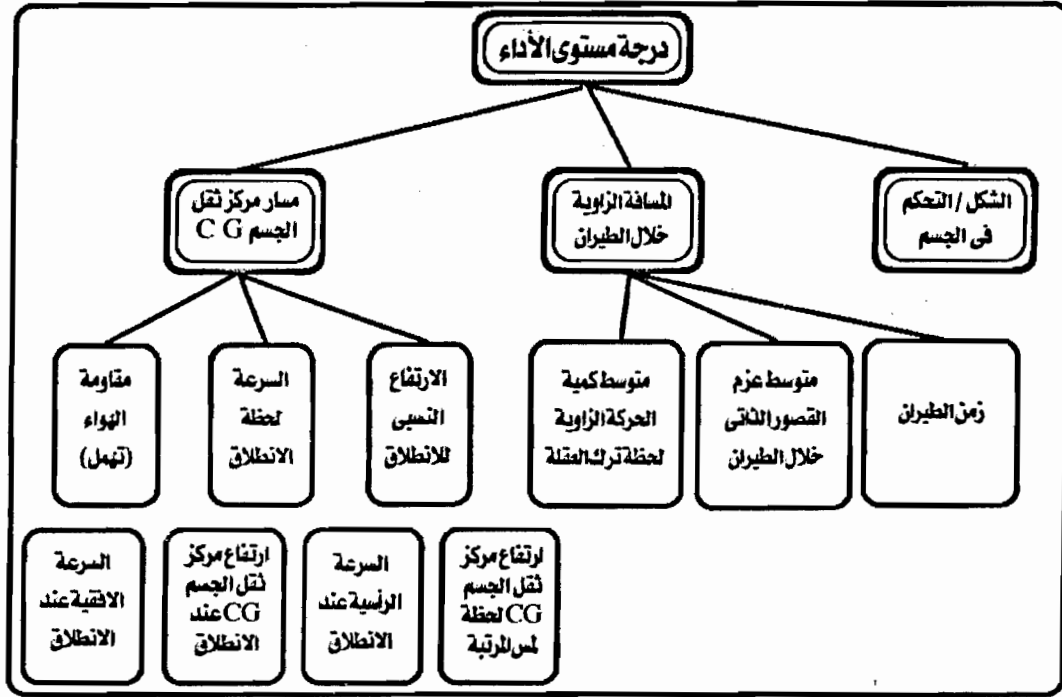 درجة مستوى الأداء
الشكل / التحكم
فى الجسم
المسافة الزاوية
خلال الطيران
مسار مركز ثقل
الجسم C G
زمن الطيران
متوسط عزم
القصور الذاتى
خلال الطيران
متوسط كمية
الحركة الزاوية
لحظة ترك العقلة
الارتفاع
النسبى
للانطلاق
السرعة
لحظة
الانطلاق
مقاومة
الهواء
(تهمل)
ارتفاع مركز
ثقل الجسم
CG لحظة
لمس المرتبة
السرعة
الرأسية عند
الانطلاق
ارتفاع مركز
ثقل الجسم
CG عند
الانطلاق
السرعة
الافقية عند
الانطلاق